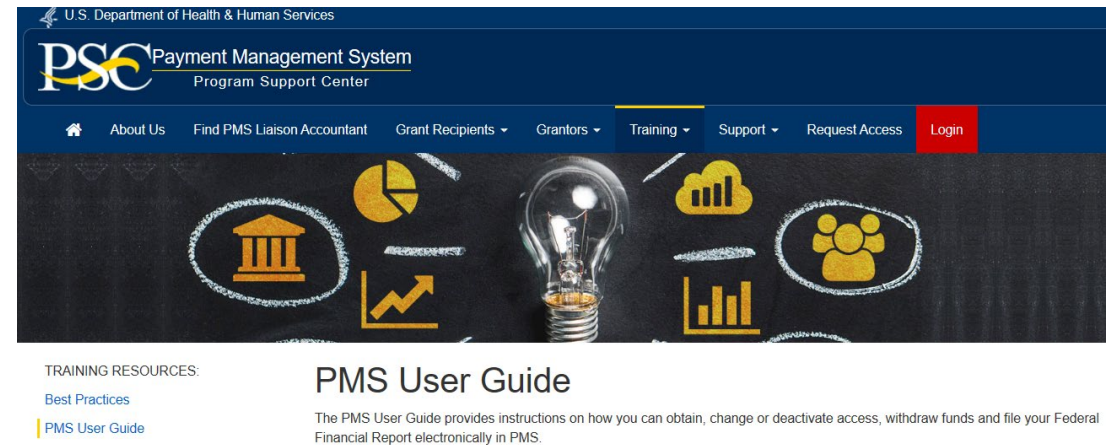 U.S. Department of Health & Human Services
PSC Payment Management System
Program Support Center
About Us Find PMS Liaison Accountant Grant Recipients Grantors Training Support Request Access Login
TRAINING RESOURCES:
Best Practices
PMS User Guide
PMS User Guide
The PMS User Guide provides instructions on how you can obtain, change or deactivate access, withdraw funds and file your Federal
Financial Report electronically in PMS.